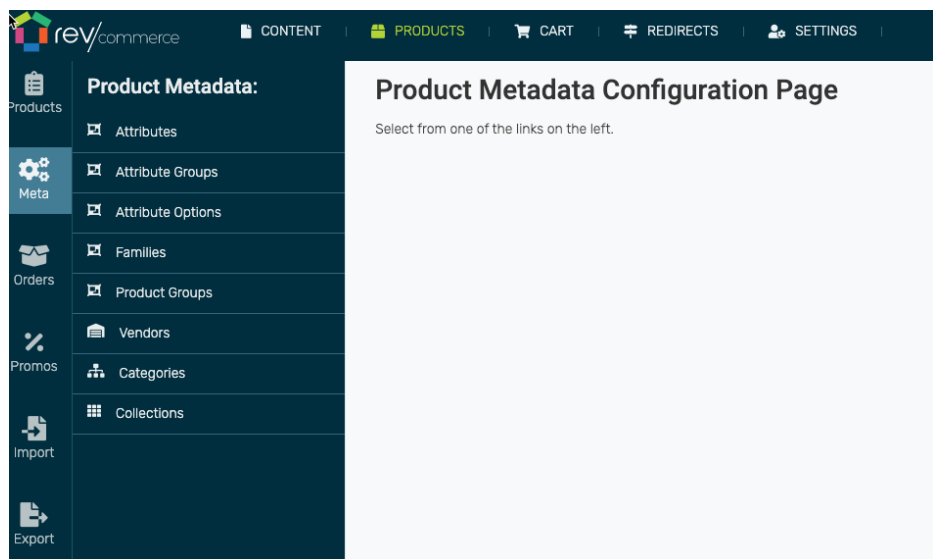 rev/commerce
CONTENT
PRODUCTS
CART
REDIRECTS
SETTINGS
Products
Meta
Orders
Promos
Import
Export
Product Metadata:
Attributes
Attribute Groups
Attribute Options
Families
Product Groups
Vendors
Categories
Collections
Product Metadata Configuration Page
Select from one of the links on the left.